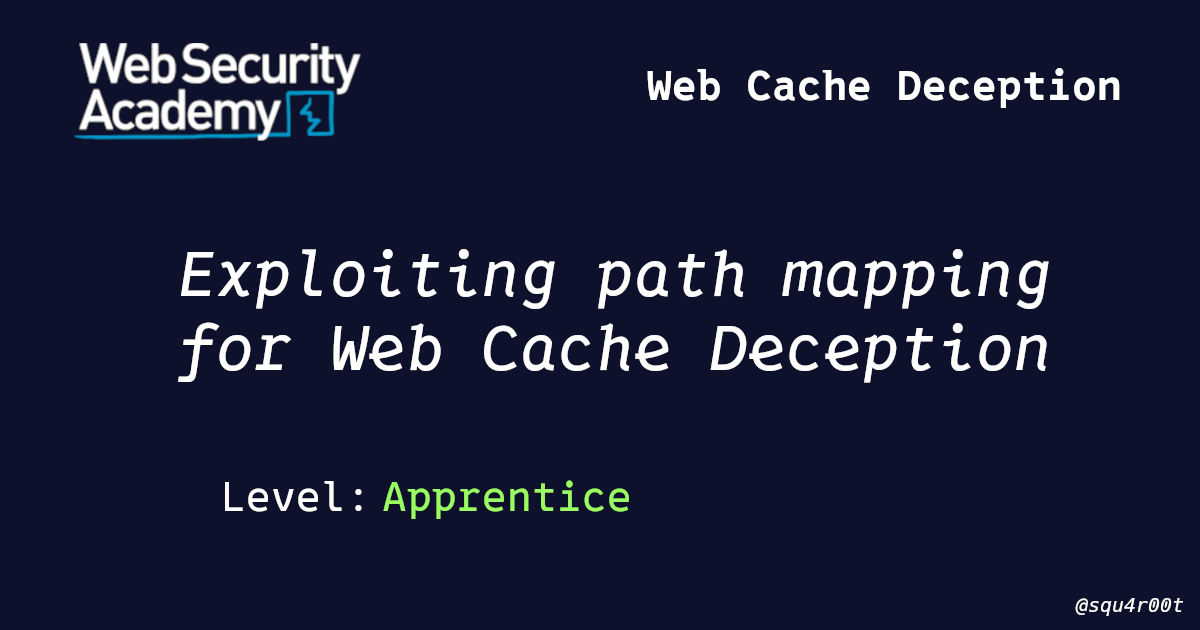 Web Security
Academy
Web Cache Deception
Exploiting path mapping
for Web Cache Deception
Level: Apprentice
@squ4r00t